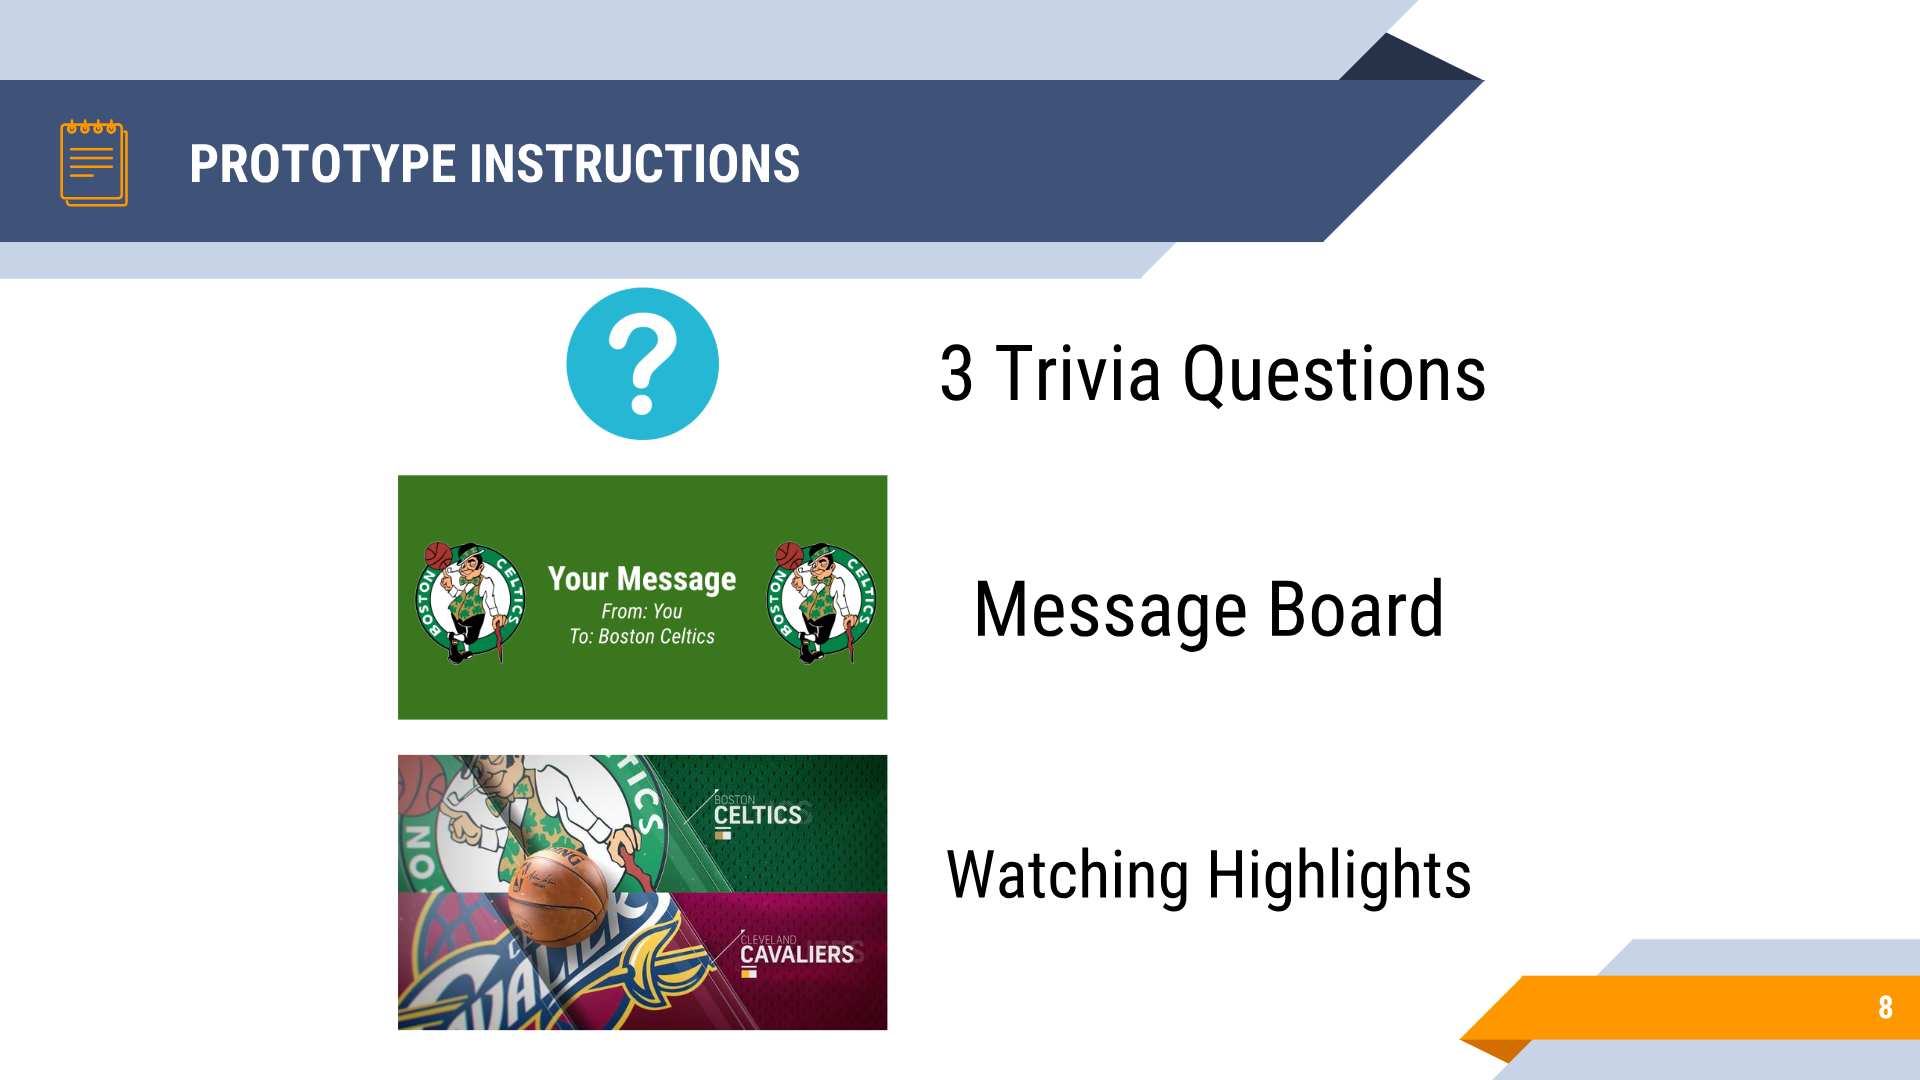 PROTOTYPE INSTRUCTIONS
3 Trivia Questions
BOSTON CELTICS
Your Message
From: You
To: Boston Celtics
BOSTON CELTICS
Message Board
BOSTON
CELTICS
CLEVELAND
CAVALIERS
Watching Highlights
8